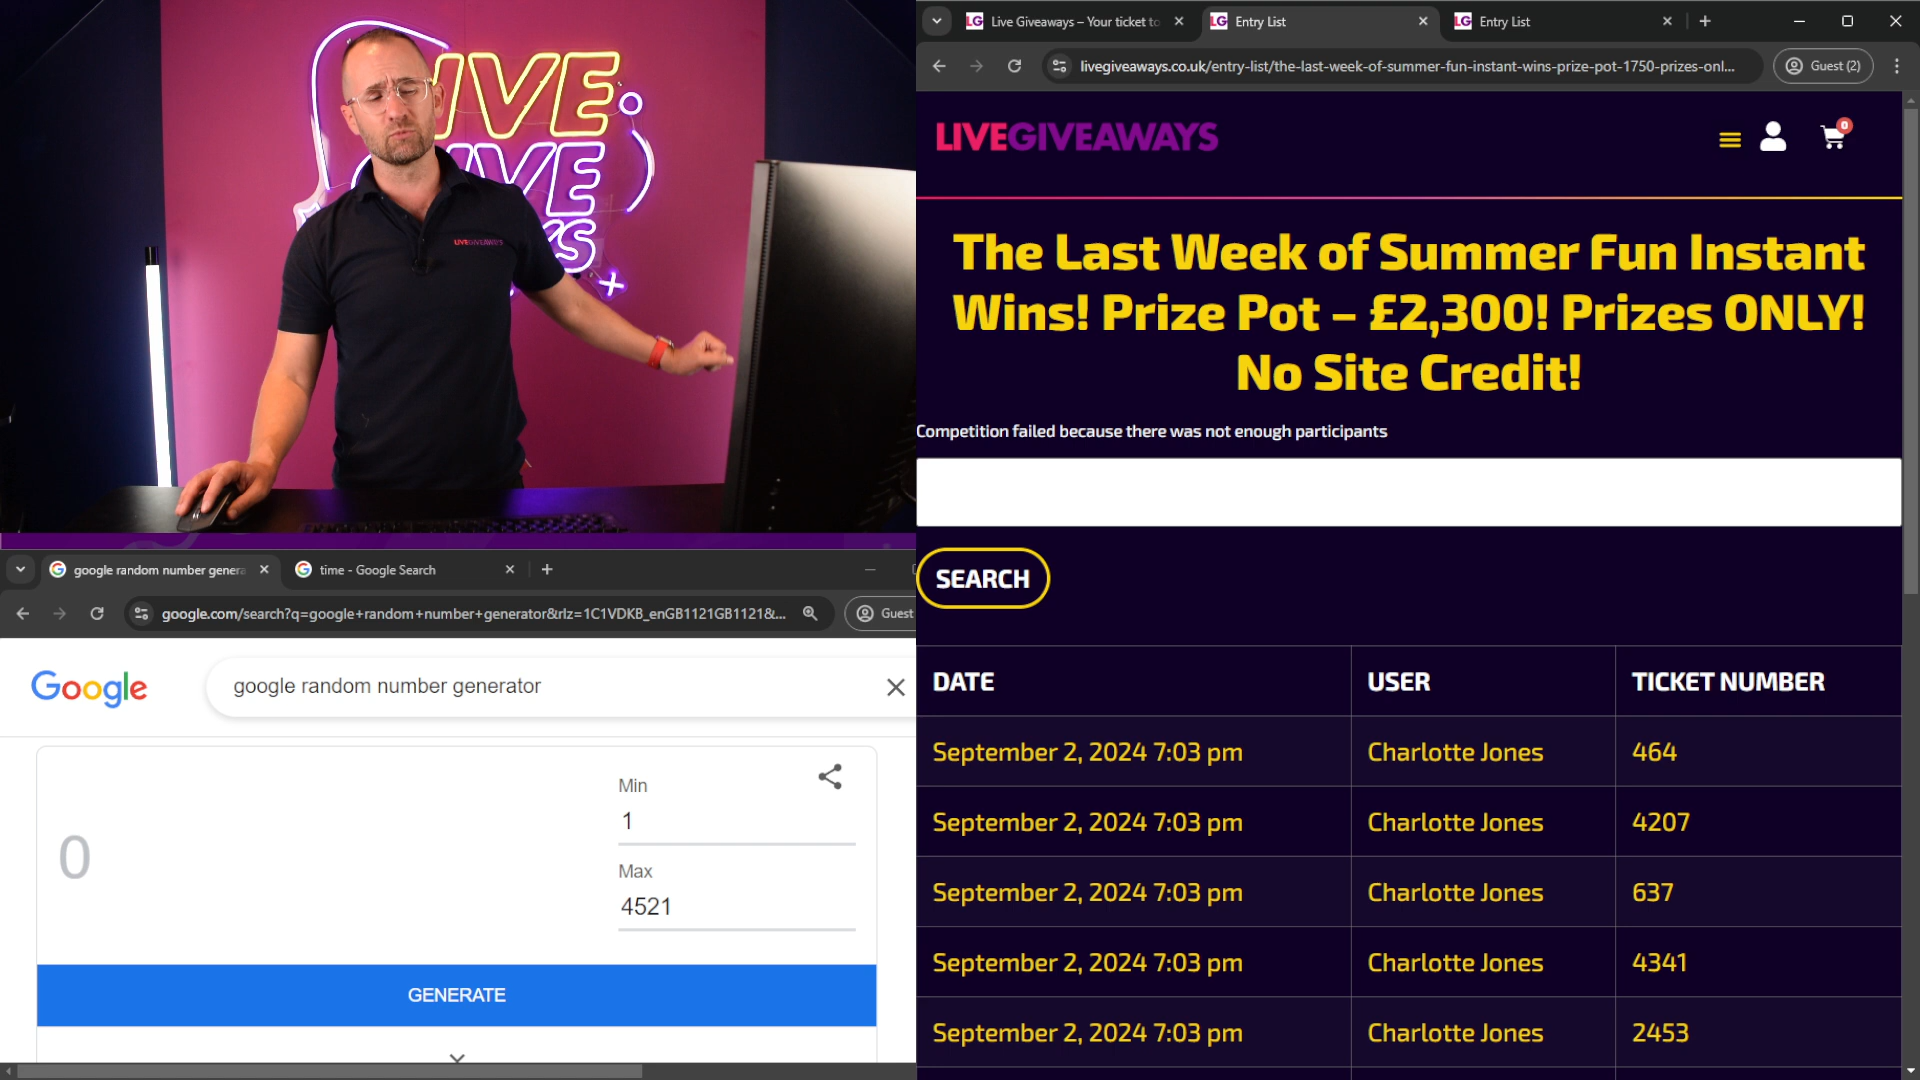 LIVE
GIVE
LIVEGIVEAWAYS
google random number genera
time - Google Search
google.com/search?q=google+random+number+generator&rlz=1C1VDKB_enGB1121GB1121&...
Guest
Google
google random number generator
0
Min
1
Max
4521
GENERATE
LG Live Giveaways – Your ticket to
LG Entry List
LG Entry List
livegiveaways.co.uk/entry-list/the-last-week-of-summer-fun-instant-wins-prize-pot-1750-prizes-onl...
Guest (2)
LIVEGIVEAWAYS
0
The Last Week of Summer Fun Instant
Wins! Prize Pot – £2,300! Prizes ONLY!
No Site Credit!
Competition failed because there was not enough participants
SEARCH
DATE USER TICKET NUMBER
September 2, 2024 7:03 pm Charlotte Jones 464
September 2, 2024 7:03 pm Charlotte Jones 4207
September 2, 2024 7:03 pm Charlotte Jones 637
September 2, 2024 7:03 pm Charlotte Jones 4341
September 2, 2024 7:03 pm Charlotte Jones 2453